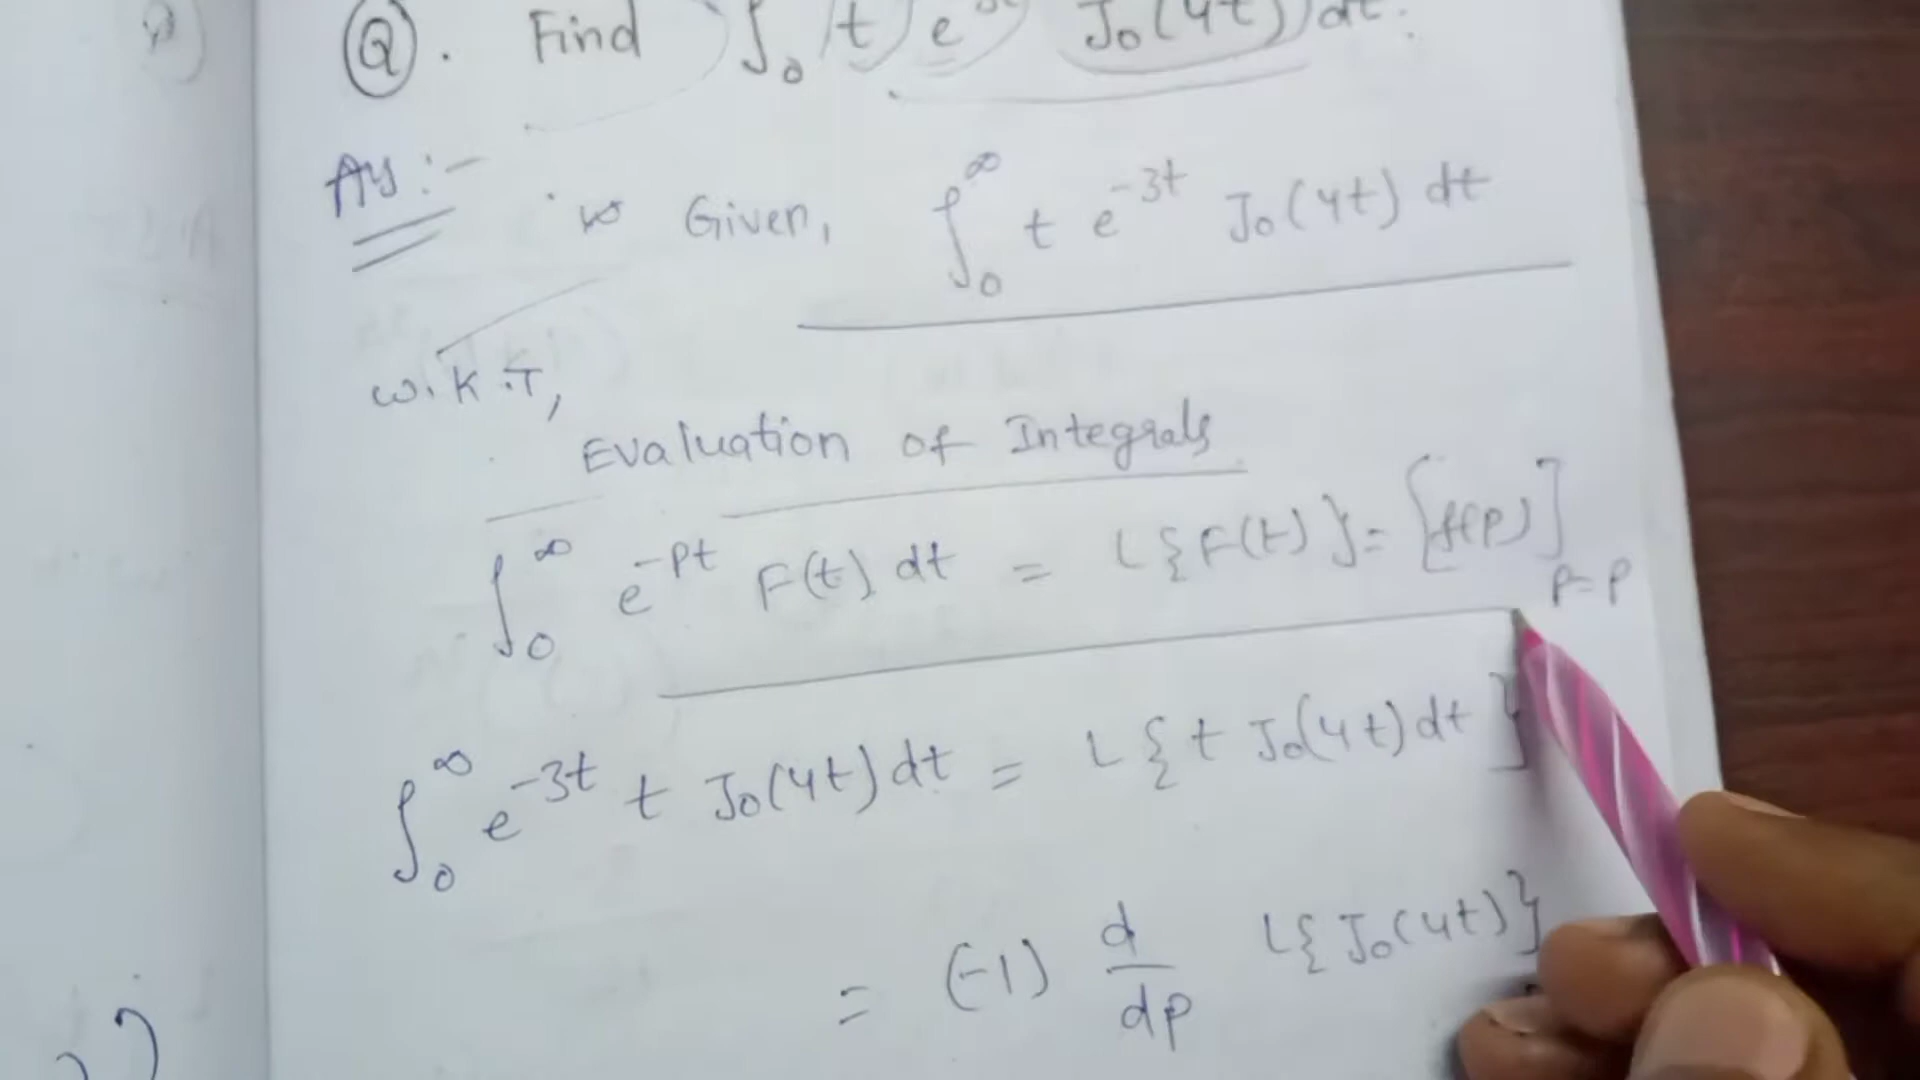 Q. Find ∫₀ t e J₀(4t) dt.
Ans:- Given, ∫₀^∞ t e^{-3t} J₀(4t) dt
W.K.T,
Evaluation of Integrals
∫₀^∞ e^{-pt} F(t) dt = L{F(t)} = [f(p)]_{p=p}
∫₀^∞ e^{-3t} t J₀(4t) dt = L{t J₀(4t) dt}
= (-1) d/dp L{J₀(4t)}